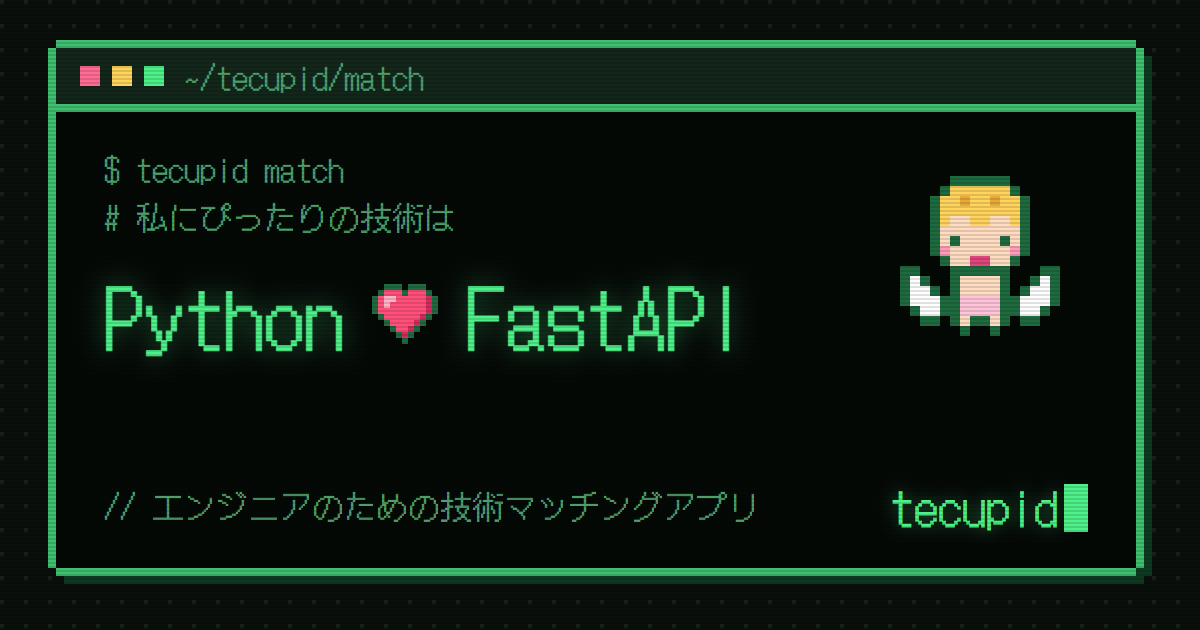 ~/tecupid/match
$ tecupid match
# 私にぴったりの技術は
Python FastAPI
// エンジニアのための技術マッチングアプリ
tecupid